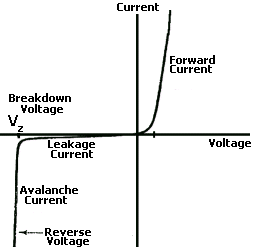 Current
Forward
Current
Breakdown
Voltage
Vz
Voltage
Leakage
Current
Avalanche
Current
Reverse
Voltage